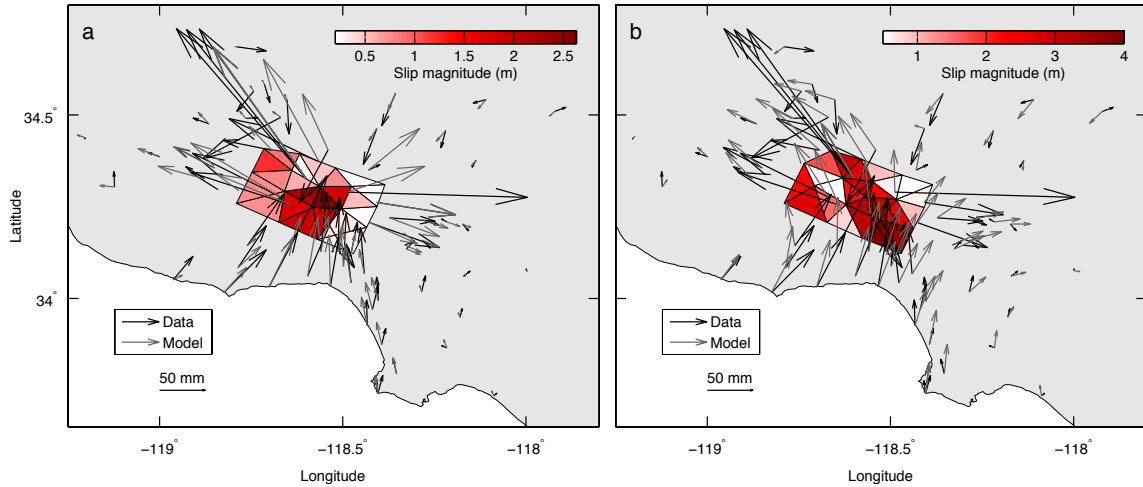 a
0.5 1 1.5 2 2.5
Slip magnitude (m)
34.5°
34°
Latitude
Data
Model
50 mm
−119° −118.5° −118°
Longitude
b
1 2 3 4
Slip magnitude (m)
Data
Model
50 mm
−119° −118.5° −118°
Longitude